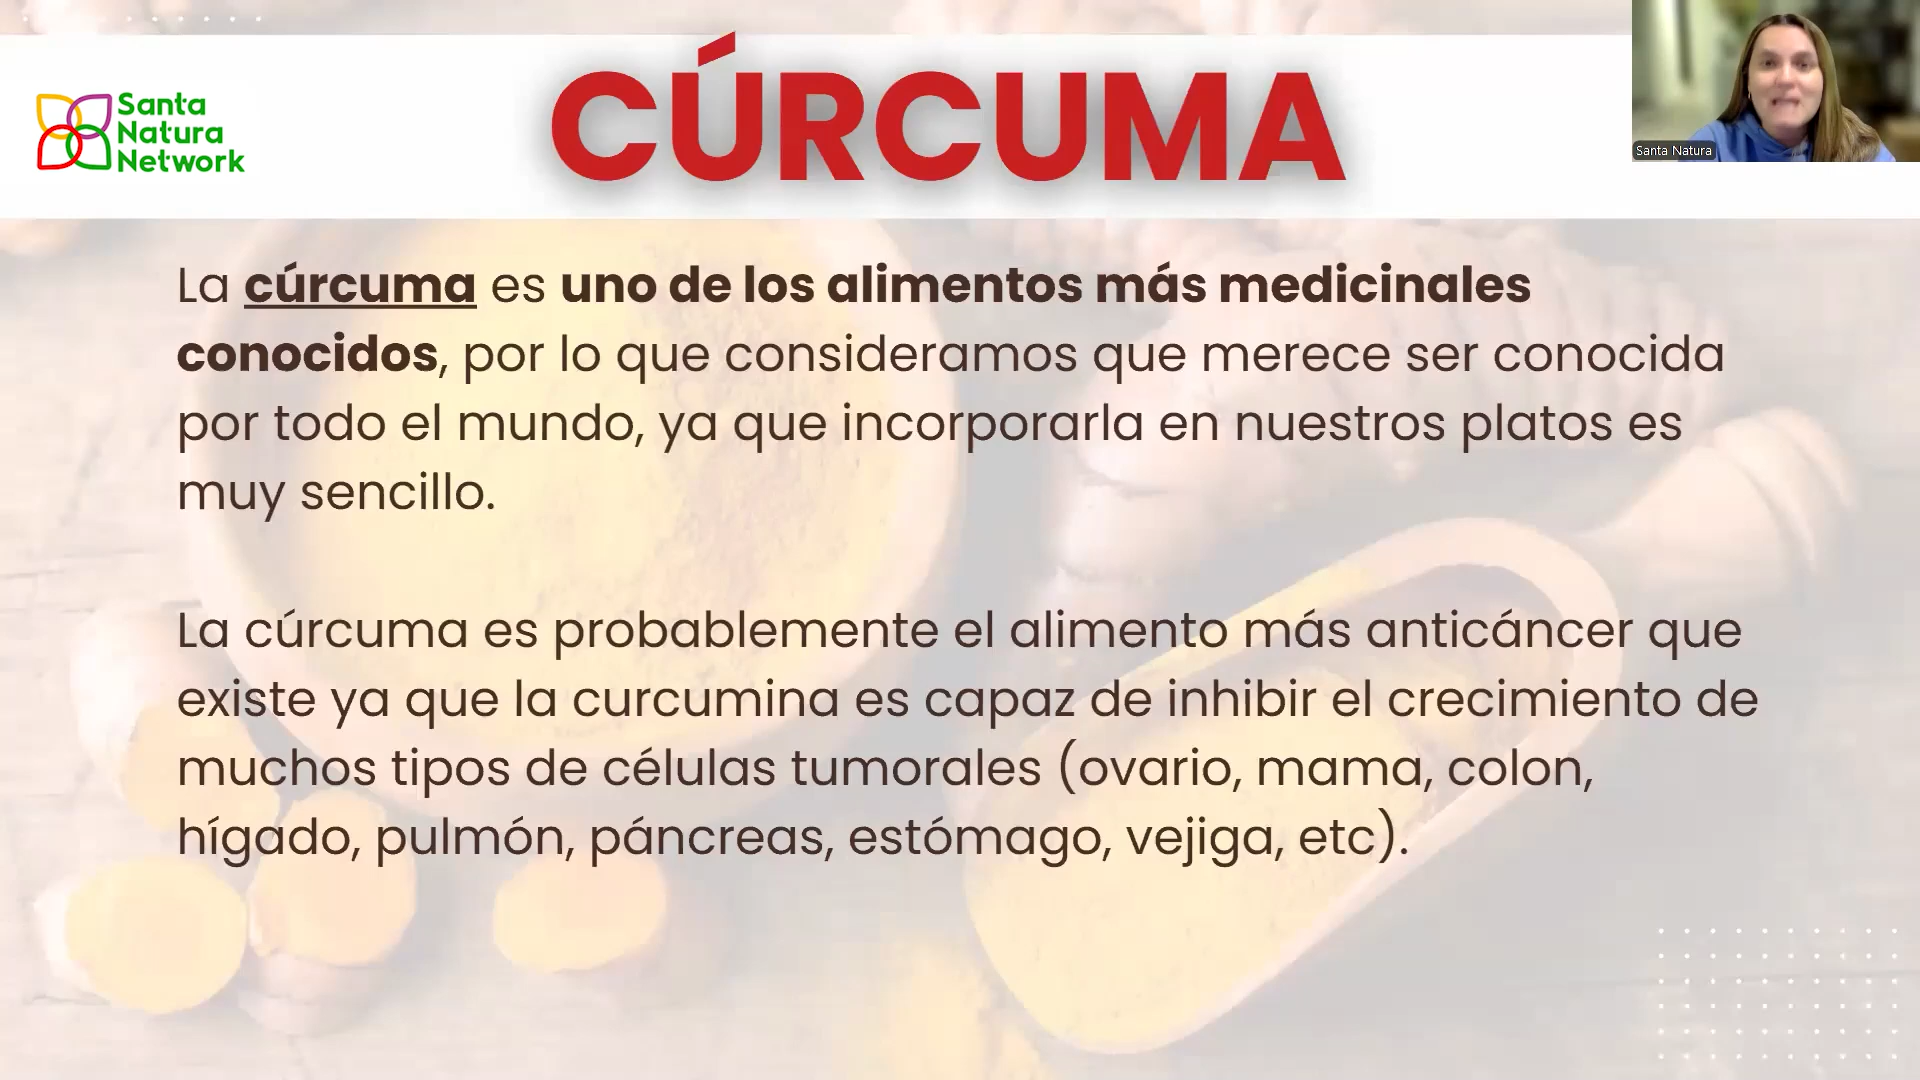 CÚRCUMA
Santa
Natura
Network
Santa Natura
La cúrcuma es uno de los alimentos más medicinales
conocidos, por lo que consideramos que merece ser conocida
por todo el mundo, ya que incorporarla en nuestros platos es
muy sencillo.
La cúrcuma es probablemente el alimento más anticáncer que
existe ya que la curcumina es capaz de inhibir el crecimiento de
muchos tipos de células tumorales (ovario, mama, colon,
hígado, pulmón, páncreas, estómago, vejiga, etc).